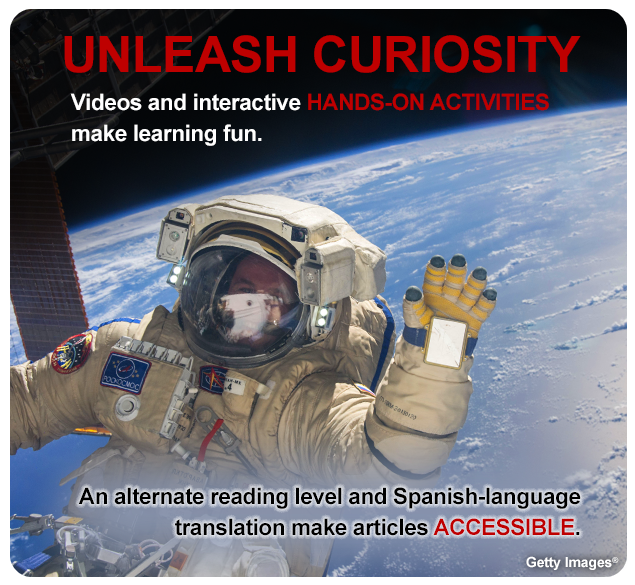 UNLEASH CURIOSITY
Videos and interactive HANDS-ON ACTIVITIES
make learning fun.
РОСКОСМОС
An alternate reading level and Spanish-language
translation make articles ACCESSIBLE.
Getty Images®